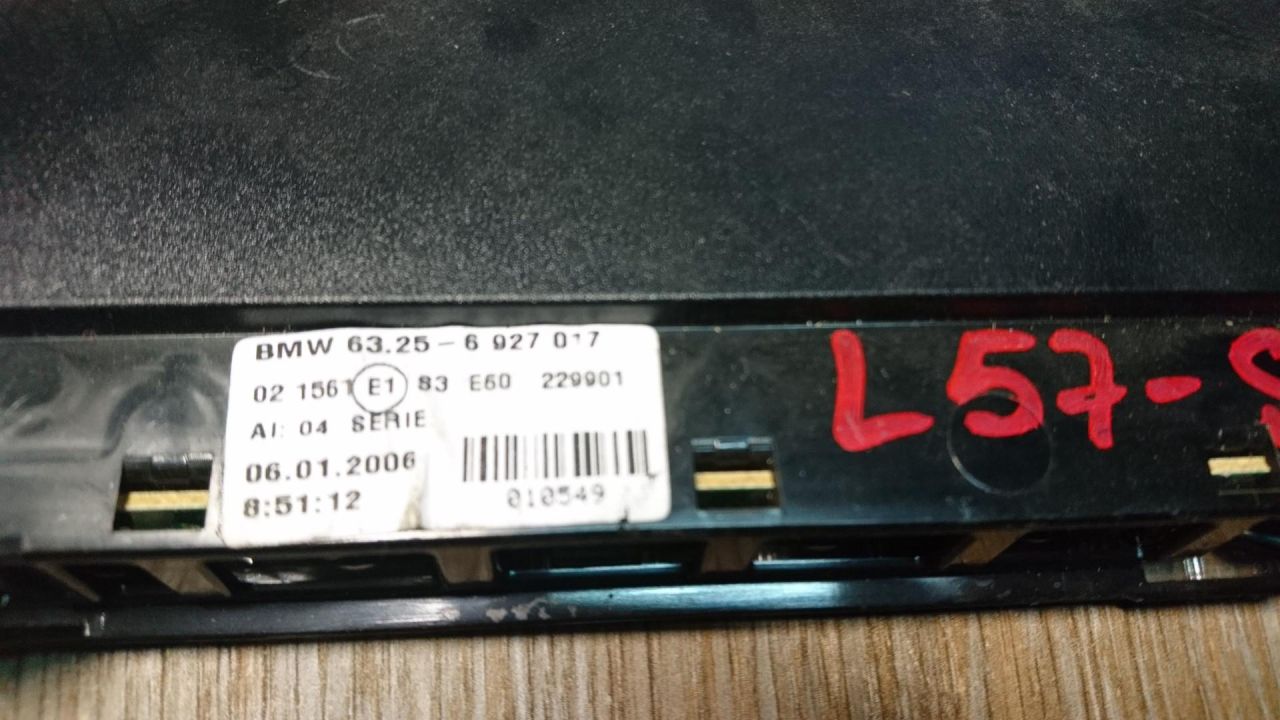 BMW 63.25 - 6 927 017
02 1561 E1 S3 E60 229901
AI: 04 SERIE
06.01.2006
8:51:12
010549
L57-